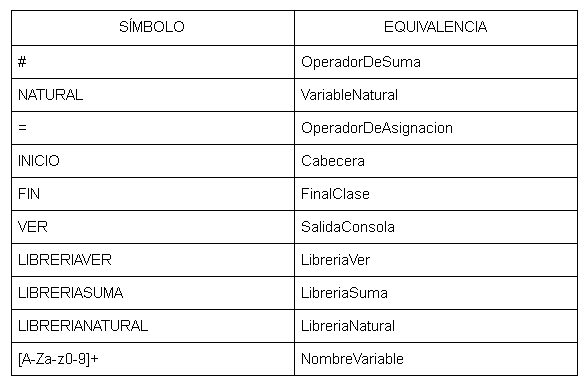 SÍMBOLO EQUIVALENCIA
# OperadorDeSuma
NATURAL VariableNatural
= OperadorDeAsignacion
INICIO Cabecera
FIN FinalClase
VER SalidaConsola
LIBRERIAVER LibreriaVer
LIBRERIASUMA LibreriaSuma
LIBRERIANATURAL LibreriaNatural
[A-Za-z0-9]+ NombreVariable